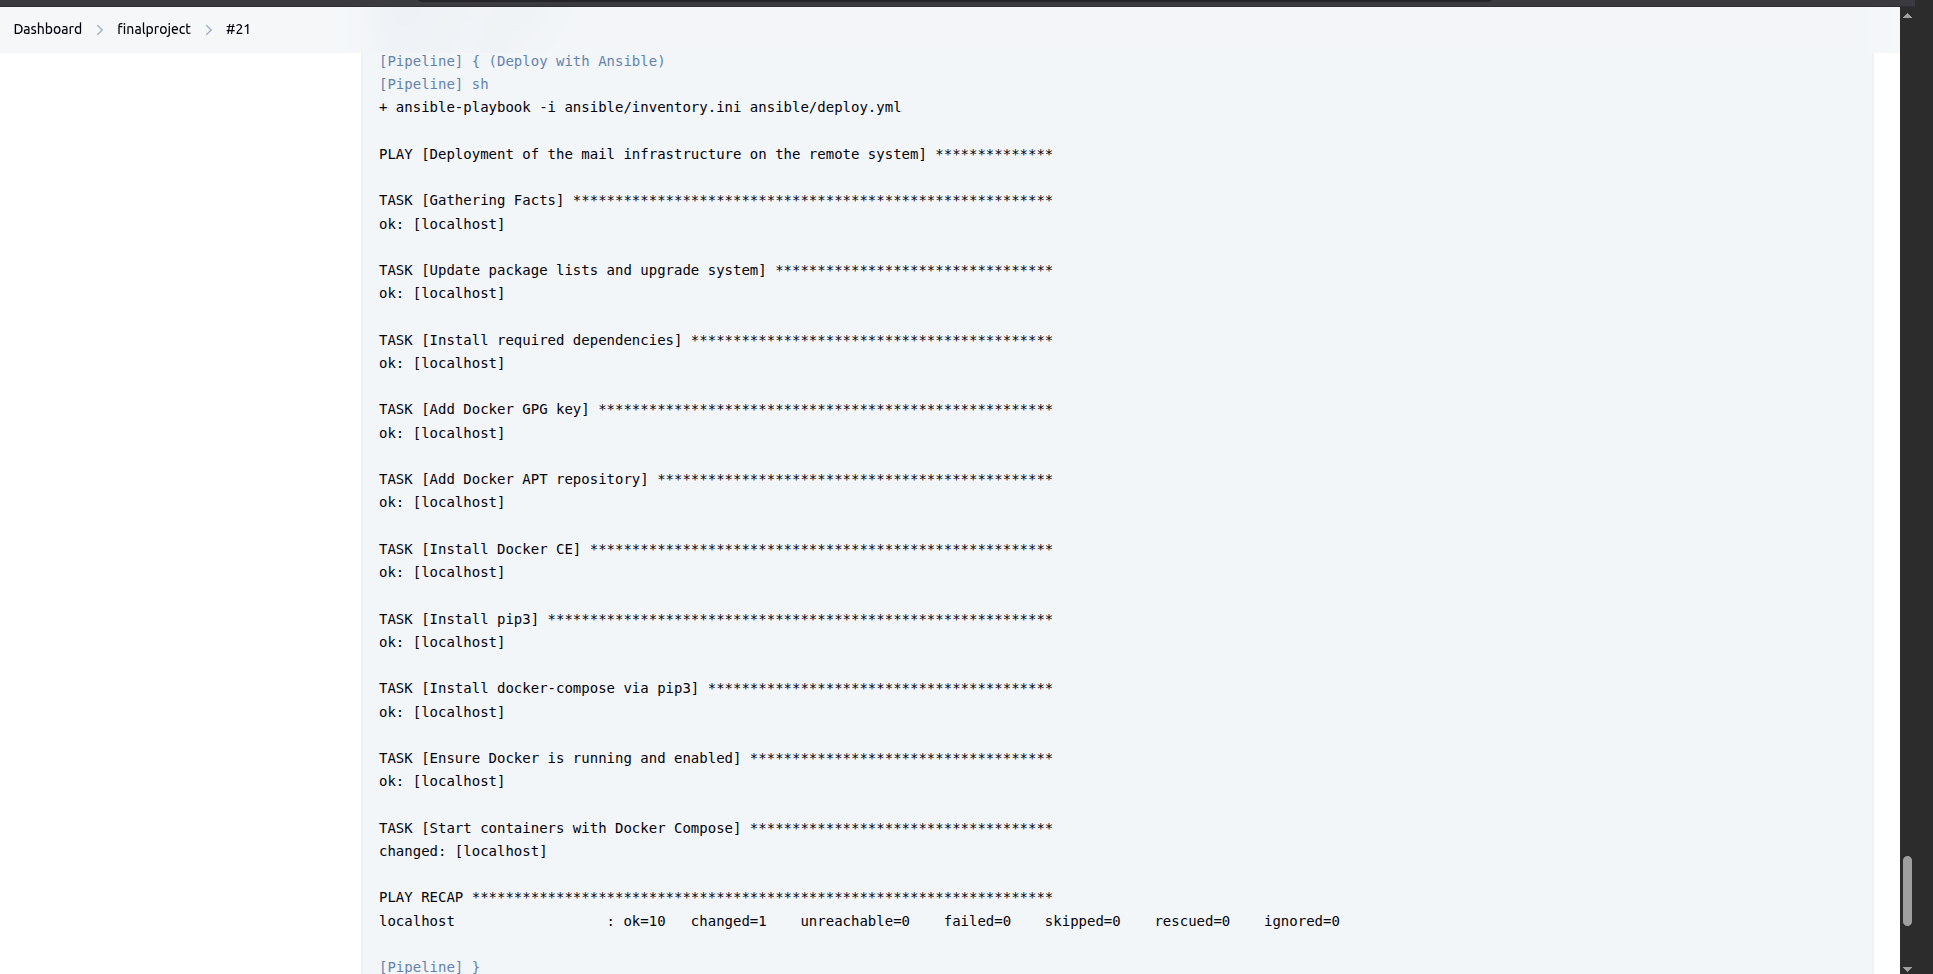 Dashboard > finalproject > #21
[Pipeline] { (Deploy with Ansible)
[Pipeline] sh
+ ansible-playbook -i ansible/inventory.ini ansible/deploy.yml
PLAY [Deployment of the mail infrastructure on the remote system] **************
TASK [Gathering Facts] *********************************************************
ok: [localhost]
TASK [Update package lists and upgrade system] *********************************
ok: [localhost]
TASK [Install required dependencies] *******************************************
ok: [localhost]
TASK [Add Docker GPG key] ******************************************************
ok: [localhost]
TASK [Add Docker APT repository] ***********************************************
ok: [localhost]
TASK [Install Docker CE] *******************************************************
ok: [localhost]
TASK [Install pip3] ************************************************************
ok: [localhost]
TASK [Install docker-compose via pip3] *****************************************
ok: [localhost]
TASK [Ensure Docker is running and enabled] ************************************
ok: [localhost]
TASK [Start containers with Docker Compose] ************************************
changed: [localhost]
PLAY RECAP *********************************************************************
localhost                  : ok=10   changed=1    unreachable=0    failed=0    skipped=0    rescued=0    ignored=0
[Pipeline] }